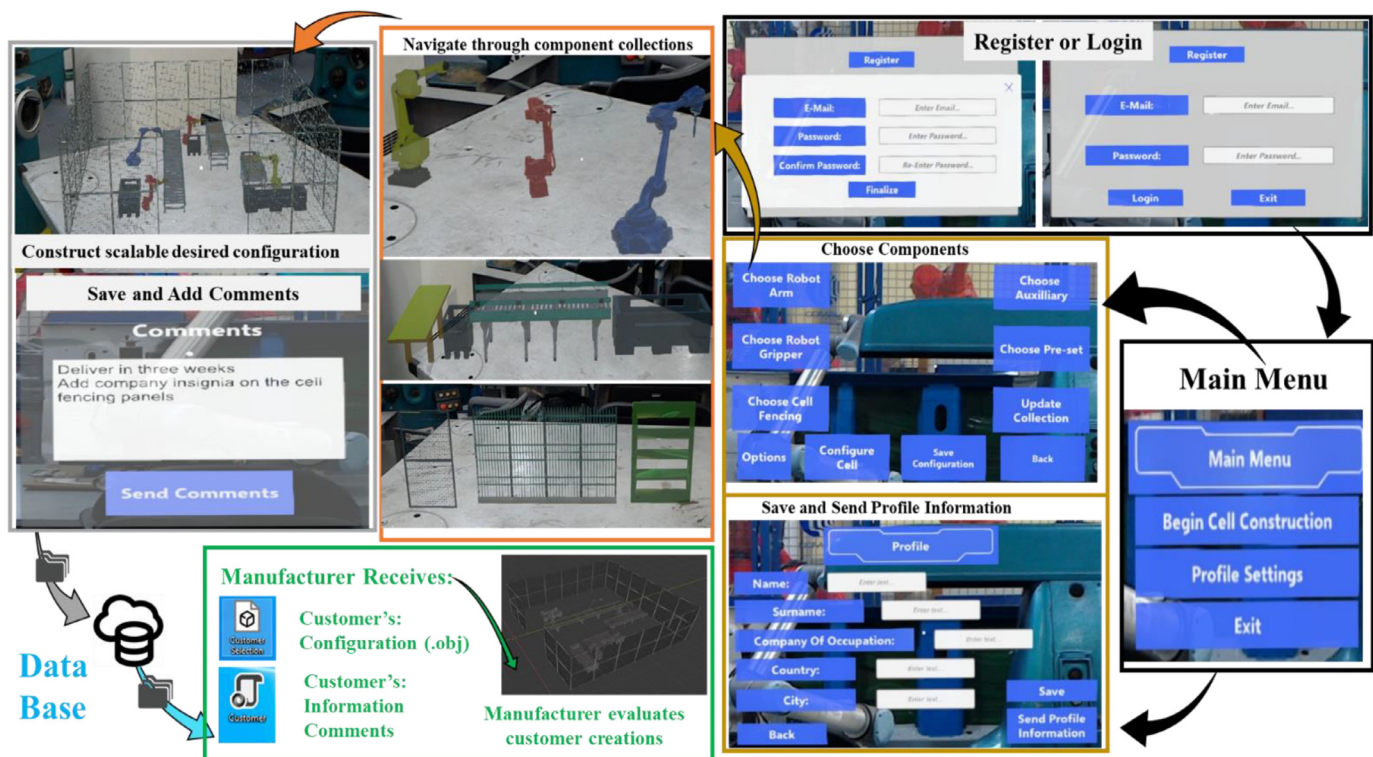 Navigate through component collections
Construct scalable desired configuration
Save and Add Comments
Comments
Deliver in three weeks
Add company insignia on the cell
fencing panels
Send Comments
Register or Login
Register
E-Mail:
Enter Email...
Password:
Enter Password...
Confirm Password:
Re-Enter Password...
Finalize
Register
E-Mail:
Enter Email...
Password:
Enter Password...
Login
Exit
Choose Components
Choose Robot
Arm
Choose
Auxilliary
Choose Robot
Gripper
Choose Pre-set
Choose Cell
Fencing
Update
Collection
Options
Configure
Cell
Save
Configuration
Back
Main Menu
Main Menu
Begin Cell Construction
Profile Settings
Exit
Save and Send Profile Information
Profile
Name:
Enter text...
Surname:
Enter text...
Company Of Occupation:
Enter text...
Country:
Enter text...
City:
Enter text...
Save
Send Profile
Information
Back
Data
Base
Manufacturer Receives:
Customer
Selection
Customer's:
Configuration (.obj)
Customer
Customer's:
Information
Comments
Manufacturer evaluates
customer creations